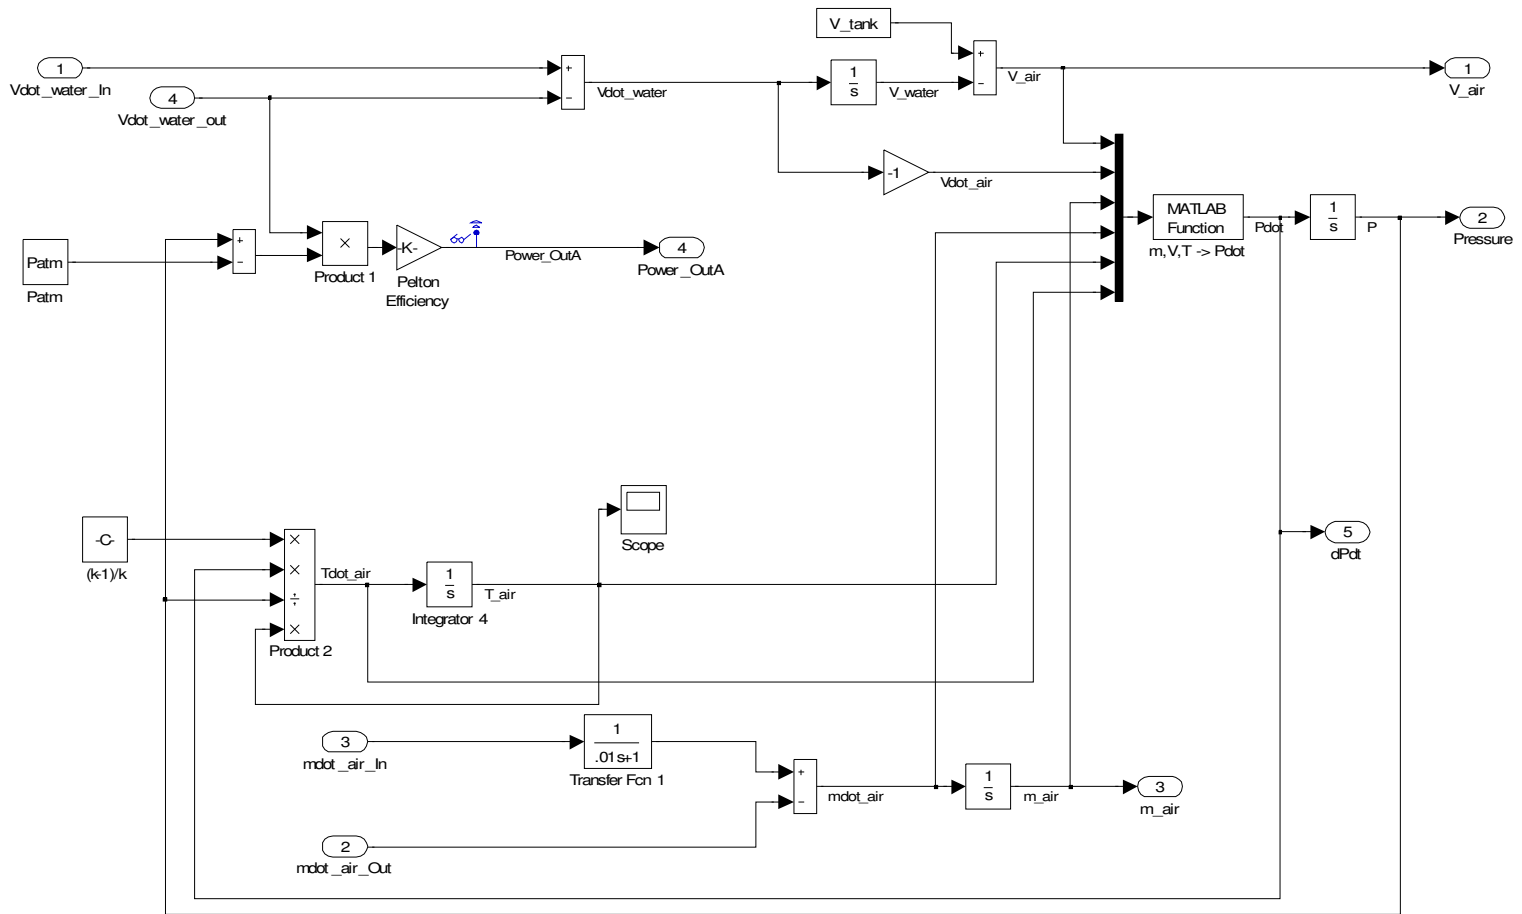 V_tank
1
Vdot_water_In
+
−
Vdot_water
1
s
V_water
+
−
V_air
1
V_air
4
Vdot_water_out
-1
Vdot_air
MATLAB
Function
m,V,T -> Pdot
Pdot
1
s
P
2
Pressure
Patm
Patm
+
−
×
Product 1
-K-
Pelton
Efficiency
Power_OutA
4
Power_OutA
Scope
5
dPdt
-C-
(k-1)/k
×
×
÷
×
Product 2
Tdot_air
1
s
Integrator 4
T_air
3
mdot_air_In
1
.01s+1
Transfer Fcn 1
+
−
mdot_air
1
s
m_air
3
m_air
2
mdot_air_Out